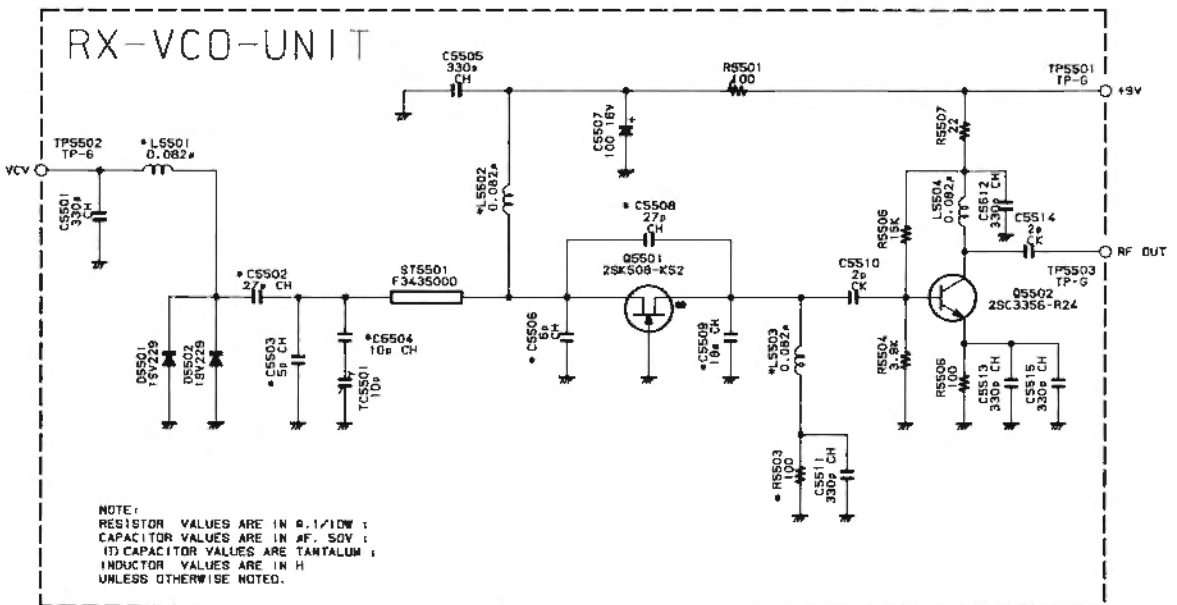 RX-VCO-UNIT
C5505
330p
CH
R5501
100
TP5501
TP-G
+9V
TP5502
TP-G
*L5501
0.082µ
VCV
C5501
330p
CH
C5507
100 16V
+
R5507
22
*L5502
0.082µ
* C5508
27p
CH
Q5501
2SK508-K52
R5506
15K
L5504
0.082µ
C5512
330p CH
C5514
2p
CK
RF OUT
TP5503
TP-G
*C5502
27p CH
ST5501
F3435000
C5510
2p
CK
Q5502
2SC3356-R24
D5501
1SV229
D5502
1SV229
*C5503
5p CH
*C5504
10p CH
TC5501
10p
* C5506
6p
CH
*C5509
18p CH
*L5503
0.082µ
R5504
3.9K
R5506
100
C5513
330p CH
C5515
330p CH
* R5503
100
C5511
330p CH
NOTE:
RESISTOR VALUES ARE IN Ω, 1/10W ;
CAPACITOR VALUES ARE IN µF, 50V ;
(T) CAPACITOR VALUES ARE TANTALUM ;
INDUCTOR VALUES ARE IN H
UNLESS OTHERWISE NOTED.